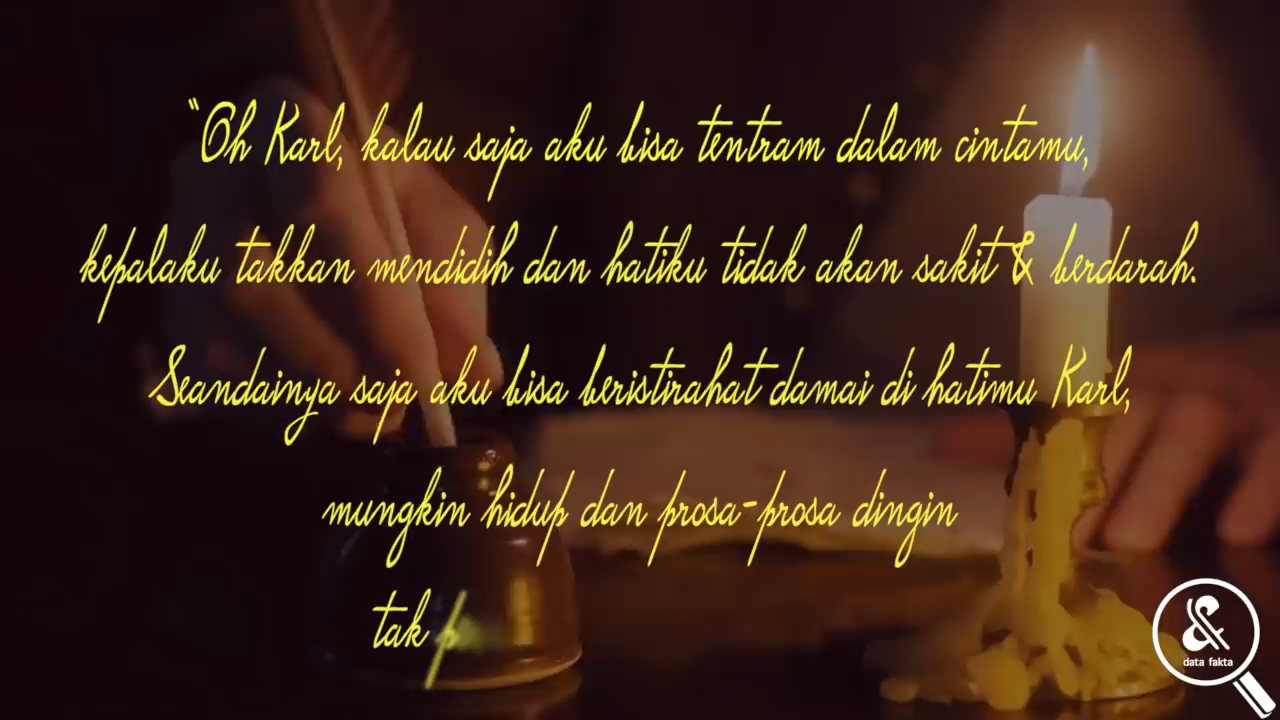 "Oh Karl, kalau saja aku bisa tentram dalam cintamu,
kepalaku takkan mendidih dan hatiku tidak akan sakit & berdarah.
Seandainya saja aku bisa beristirahat damai di hatimu Karl,
mungkin hidup dan prosa-prosa dingin
tak
&
data fakta